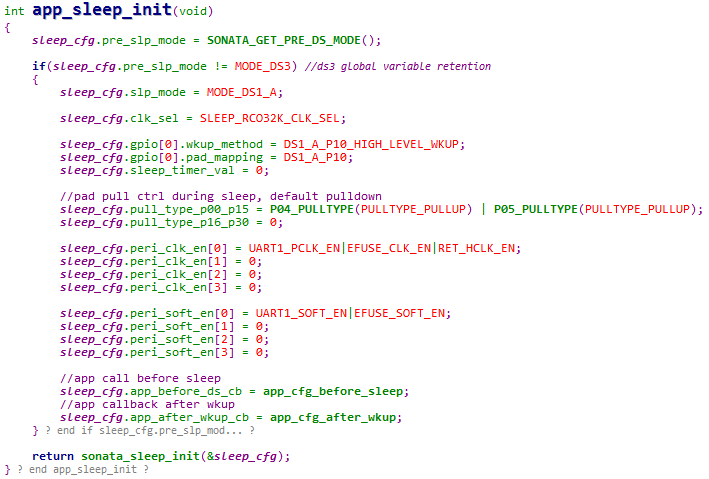 int app_sleep_init(void)
{
    sleep_cfg.pre_slp_mode = SONATA_GET_PRE_DS_MODE();

    if(sleep_cfg.pre_slp_mode != MODE_DS3) //ds3 global variable retention
    {
        sleep_cfg.slp_mode = MODE_DS1_A;

        sleep_cfg.clk_sel = SLEEP_RCO32K_CLK_SEL;

        sleep_cfg.gpio[0].wkup_method = DS1_A_P10_HIGH_LEVEL_WKUP;
        sleep_cfg.gpio[0].pad_mapping = DS1_A_P10;
        sleep_cfg.sleep_timer_val = 0;

        //pad pull ctrl during sleep, default pulldown
        sleep_cfg.pull_type_p00_p15 = P04_PULLTYPE(PULLTYPE_PULLUP) | P05_PULLTYPE(PULLTYPE_PULLUP);
        sleep_cfg.pull_type_p16_p30 = 0;

        sleep_cfg.peri_clk_en[0] = UART1_PCLK_EN|EFUSE_CLK_EN|RET_HCLK_EN;
        sleep_cfg.peri_clk_en[1] = 0;
        sleep_cfg.peri_clk_en[2] = 0;
        sleep_cfg.peri_clk_en[3] = 0;

        sleep_cfg.peri_soft_en[0] = UART1_SOFT_EN|EFUSE_SOFT_EN;
        sleep_cfg.peri_soft_en[1] = 0;
        sleep_cfg.peri_soft_en[2] = 0;
        sleep_cfg.peri_soft_en[3] = 0;

        //app call before sleep
        sleep_cfg.app_before_ds_cb = app_cfg_before_sleep;
        //app callback after wkup
        sleep_cfg.app_after_wkup_cb = app_cfg_after_wkup;
    } ? end if sleep_cfg.pre_slp_mod... ?

    return sonata_sleep_init(&sleep_cfg);
} ? end app_sleep_init ?